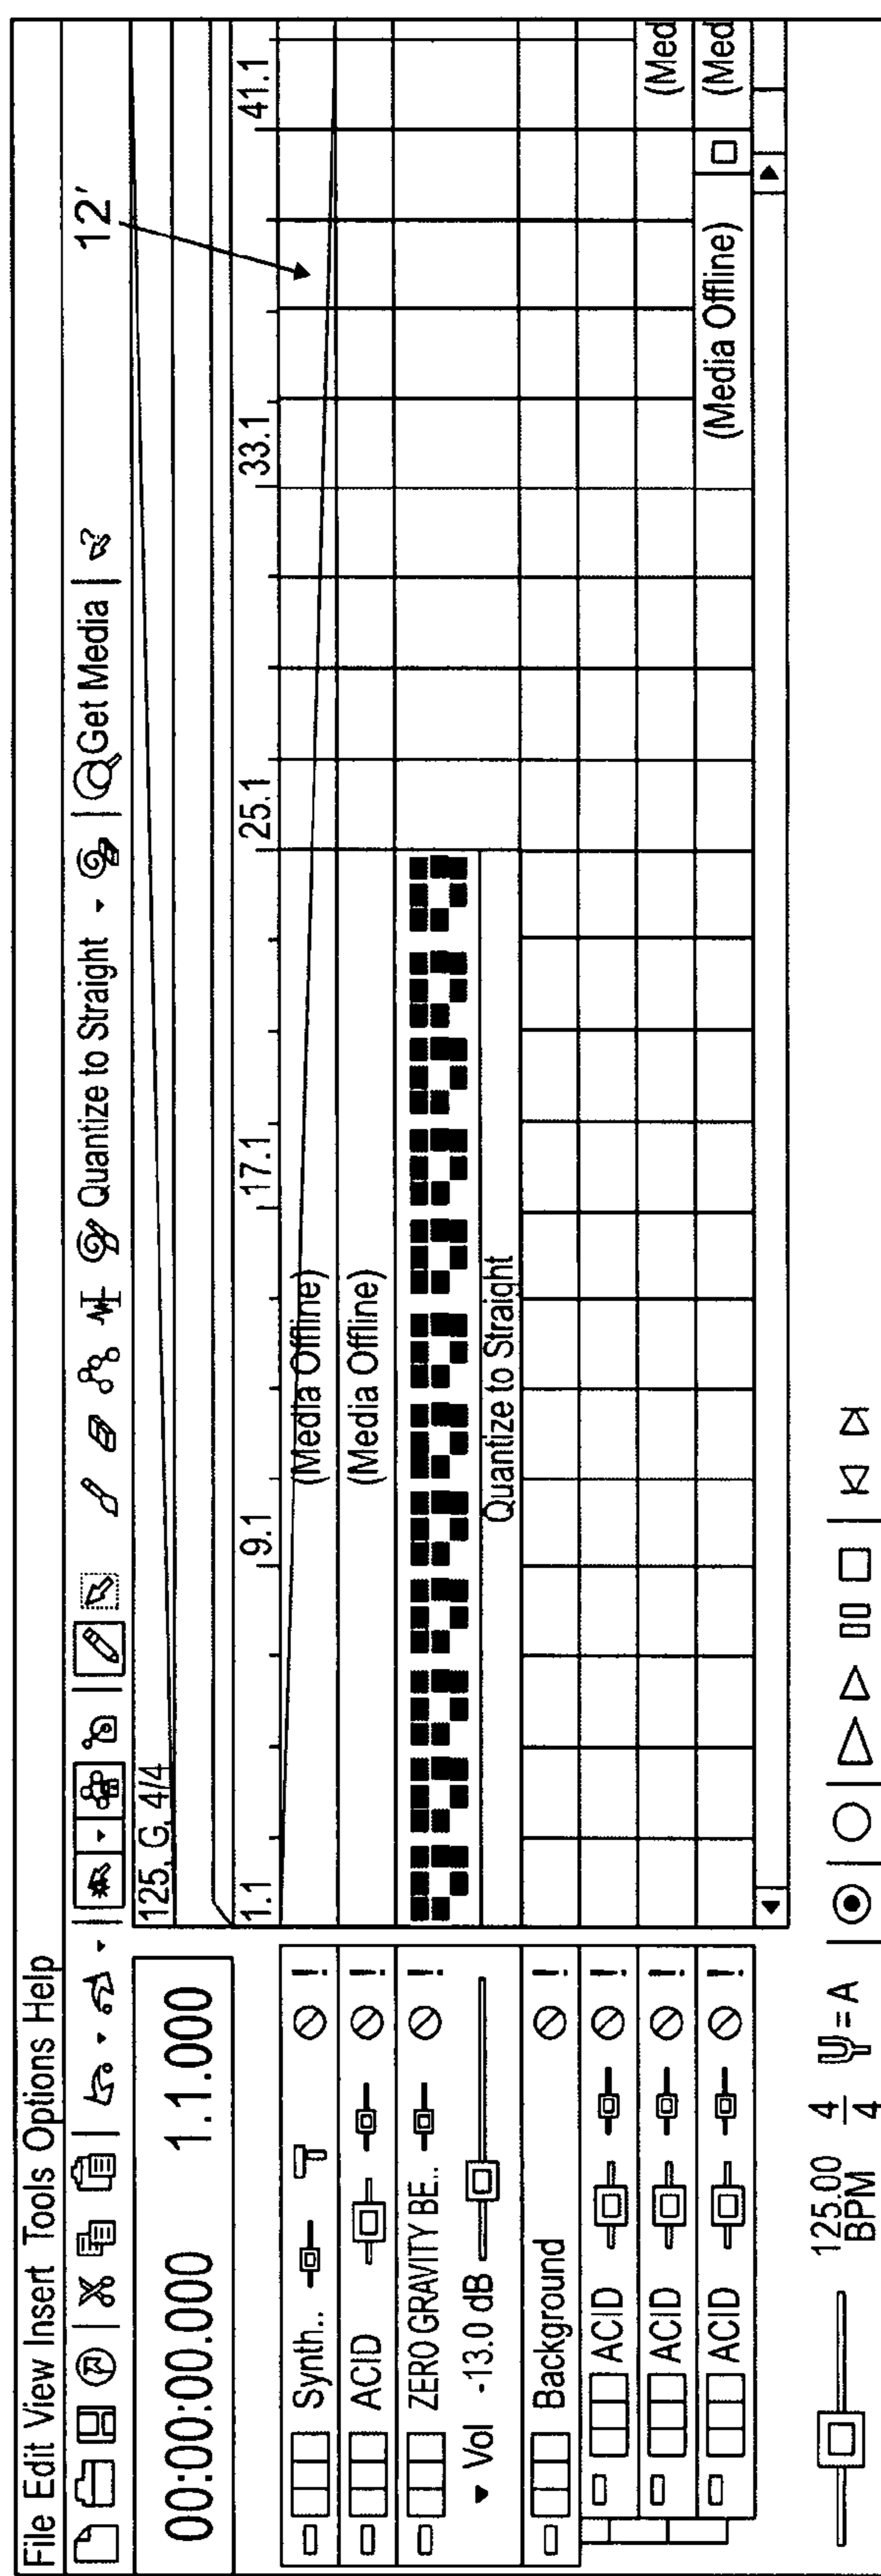 File Edit View Insert Tools Options Help
Quantize to Straight
Get Media
12'
00:00:00.000 1.1.000
125, G, 4/4
1.1 9.1 17.1 25.1 33.1 41.1
Synth..
(Media Offline)
ACID
(Media Offline)
ZERO GRAVITY BE..
Vol -13.0 dB
Quantize to Straight
Background
ACID
ACID
(Med
ACID
(Media Offline)
(Med
125.00
BPM
4
4
= A